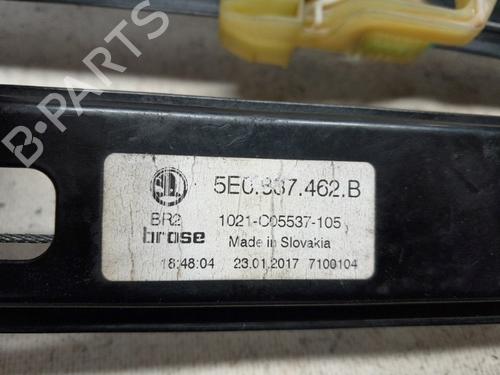 5E0.837.462.B
BR2 1021-C05537-105
brose Made in Slovakia
18:48:04 23.01.2017 7100104
B-Parts